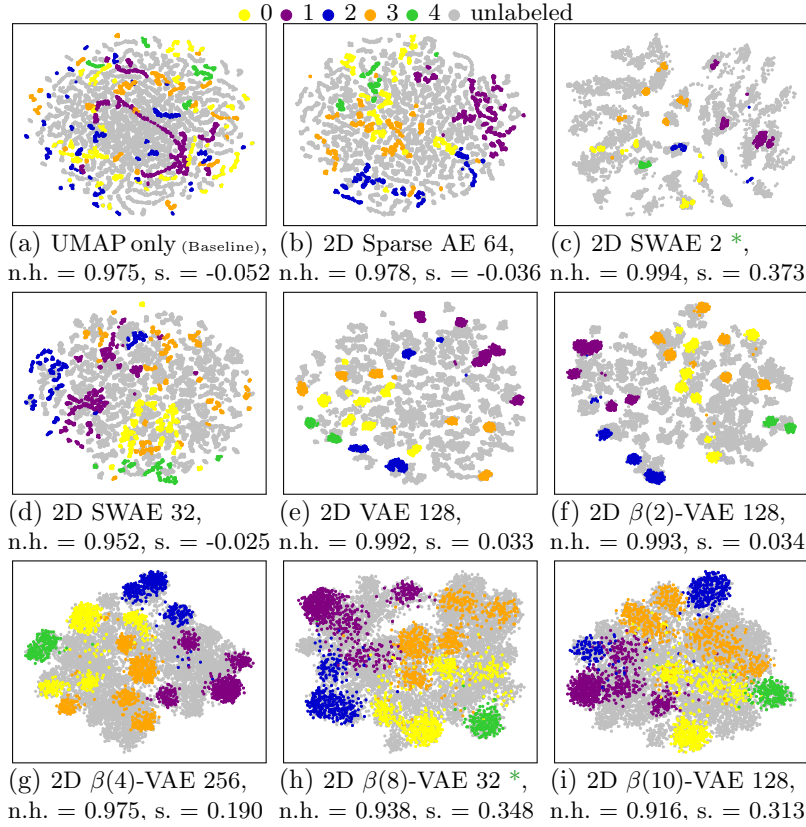 0 1 2 3 4 unlabeled
(a) UMAP only (Baseline), (b) 2D Sparse AE 64, (c) 2D SWAE 2 *,
n.h. = 0.975, s. = -0.052 n.h. = 0.978, s. = -0.036 n.h. = 0.994, s. = 0.373
(d) 2D SWAE 32, (e) 2D VAE 128, (f) 2D β(2)-VAE 128,
n.h. = 0.952, s. = -0.025 n.h. = 0.992, s. = 0.033 n.h. = 0.993, s. = 0.034
(g) 2D β(4)-VAE 256, (h) 2D β(8)-VAE 32 *, (i) 2D β(10)-VAE 128,
n.h. = 0.975, s. = 0.190 n.h. = 0.938, s. = 0.348 n.h. = 0.916, s. = 0.313